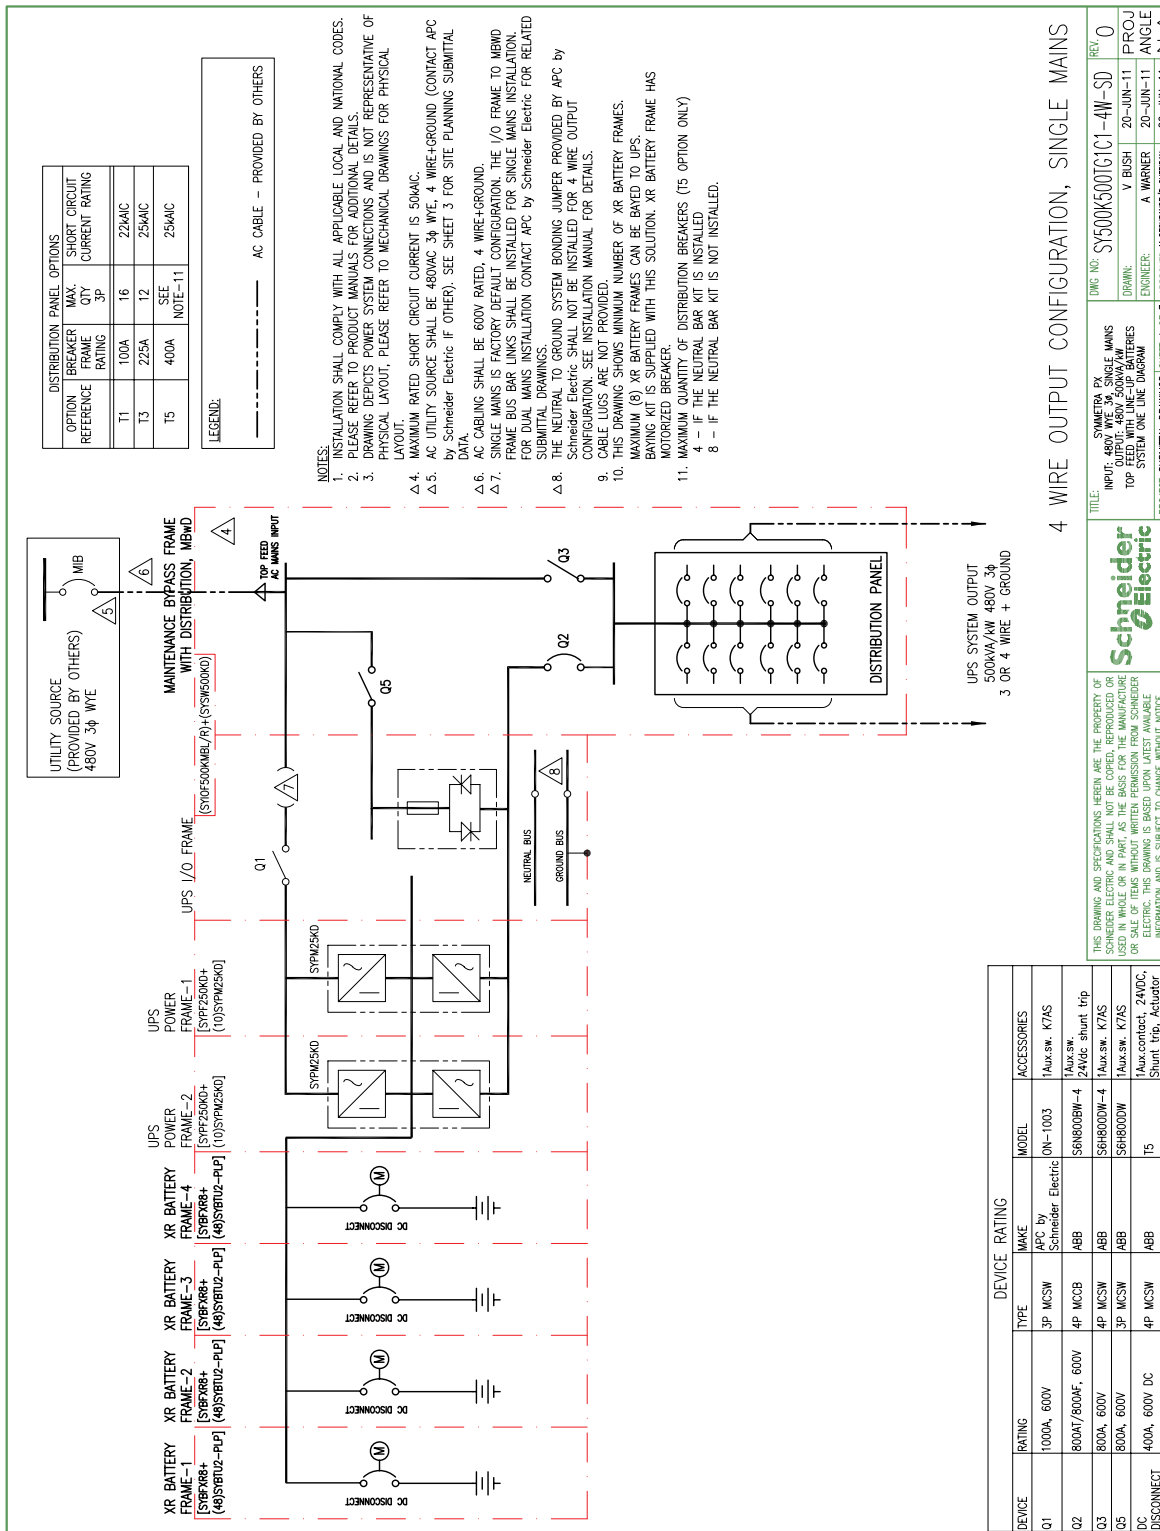 UTILITY SOURCE
(PROVIDED BY OTHERS)
480V 3ϕ WYE
MIB
5
6
MAINTENANCE BYPASS FRAME
WITH DISTRIBUTION, MBwD
(SYIOF500KMBL/R)+(SYSW500KD)
4
TOP FEED
AC MAINS INPUT
UPS I/O FRAME
UPS
POWER
FRAME-1
[SYPF250KD+
(10)SYPM25KD]
UPS
POWER
FRAME-2
[SYPF250KD+
(10)SYPM25KD]
XR BATTERY
FRAME-4
[SYBFXR8+
(48)SYBTU2-PLP]
XR BATTERY
FRAME-3
[SYBFXR8+
(48)SYBTU2-PLP]
XR BATTERY
FRAME-2
[SYBFXR8+
(48)SYBTU2-PLP]
XR BATTERY
FRAME-1
[SYBFXR8+
(48)SYBTU2-PLP]
Q1
7
Q5
Q3
Q2
SYPM25KD
SYPM25KD
M
DC DISCONNECT
M
DC DISCONNECT
M
DC DISCONNECT
M
DC DISCONNECT
NEUTRAL BUS
GROUND BUS
8
DISTRIBUTION PANEL
UPS SYSTEM OUTPUT
500kVA/kW 480V 3ϕ
3 OR 4 WIRE + GROUND
DISTRIBUTION PANEL OPTIONS
OPTION REFERENCE | BREAKER FRAME RATING | MAX. QTY 3P | SHORT CIRCUIT CURRENT RATING
T1 | 100A | 16 | 22kAIC
T3 | 225A | 12 | 25kAIC
T5 | 400A | SEE NOTE-11 | 25kAIC
LEGEND:
AC CABLE - PROVIDED BY OTHERS
NOTES:
1. INSTALLATION SHALL COMPLY WITH ALL APPLICABLE LOCAL AND NATIONAL CODES.
2. PLEASE REFER TO PRODUCT MANUALS FOR ADDITIONAL DETAILS.
3. DRAWING DEPICTS POWER SYSTEM CONNECTIONS AND IS NOT REPRESENTATIVE OF
PHYSICAL LAYOUT, PLEASE REFER TO MECHANICAL DRAWINGS FOR PHYSICAL
LAYOUT.
△ 4. MAXIMUM RATED SHORT CIRCUIT CURRENT IS 50kAIC.
△ 5. AC UTILITY SOURCE SHALL BE 480VAC 3ϕ WYE, 4 WIRE+GROUND (CONTACT APC
by Schneider Electric IF OTHER). SEE SHEET 3 FOR SITE PLANNING SUBMITTAL
DATA.
△ 6. AC CABLING SHALL BE 600V RATED, 4 WIRE+GROUND.
△ 7. SINGLE MAINS IS FACTORY DEFAULT CONFIGURATION. THE I/O FRAME TO MBWD
FRAME BUS BAR LINKS SHALL BE INSTALLED FOR SINGLE MAINS INSTALLATION.
FOR DUAL MAINS INSTALLATION CONTACT APC by Schneider Electric FOR RELATED
SUBMITTAL DRAWINGS.
△ 8. THE NEUTRAL TO GROUND SYSTEM BONDING JUMPER PROVIDED BY APC by
Schneider Electric SHALL NOT BE INSTALLED FOR 4 WIRE OUTPUT
CONFIGURATION. SEE INSTALLATION MANUAL FOR DETAILS.
9. CABLE LUGS ARE NOT PROVIDED.
10. THIS DRAWING SHOWS MINIMUM NUMBER OF XR BATTERY FRAMES.
MAXIMUM (8) XR BATTERY FRAMES CAN BE BAYED TO UPS.
BAYING KIT IS SUPPLIED WITH THIS SOLUTION. XR BATTERY FRAME HAS
MOTORIZED BREAKER.
11. MAXIMUM QUANTITY OF DISTRIBUTION BREAKERS (T5 OPTION ONLY)
4 - IF THE NEUTRAL BAR KIT IS INSTALLED
8 - IF THE NEUTRAL BAR KIT IS NOT INSTALLED.
4 WIRE OUTPUT CONFIGURATION, SINGLE MAINS
DEVICE RATING
DEVICE | RATING | TYPE | MAKE | MODEL | ACCESSORIES
Q1 | 1000A, 600V | 3P MCSW | APC by Schneider Electric | ON-1003 | 1Aux.sw. K7AS
Q2 | 800AT/800AF, 600V | 4P MCCB | ABB | S6N800BW-4 | 1Aux.sw. 24Vdc shunt trip
Q3 | 800A, 600V | 4P MCSW | ABB | S6H800DW-4 | 1Aux.sw. K7AS
Q5 | 800A, 600V | 3P MCSW | ABB | S6H800DW | 1Aux.sw. K7AS
DC DISCONNECT | 400A, 600V DC | 4P MCSW | ABB | T5 | 1Aux.contact, 24VDC, Shunt trip, Actuator
THIS DRAWING AND SPECIFICATIONS HEREIN ARE THE PROPERTY OF
SCHNEIDER ELECTRIC AND SHALL NOT BE COPIED, REPRODUCED OR
USED IN WHOLE OR IN PART, AS THE BASIS FOR THE MANUFACTURE
OR SALE OF ITEMS WITHOUT WRITTEN PERMISSION FROM SCHNEIDER
ELECTRIC. THIS DRAWING IS BASED UPON LATEST AVAILABLE
INFORMATION AND IS SUBJECT TO CHANGE WITHOUT NOTICE
Schneider
Electric
TITLE:
SYMMETRA PX
INPUT: 480V WYE 3ϕ, SINGLE MAINS
OUTPUT: 480V 500kVA/kW
TOP FEED WITH LINE-UP BATTERIES
SYSTEM ONE LINE DIAGRAM
DWG NO: SY500K500TG1C1-4W-SD
REV. 0
DRAWN: V BUSH 20-JUN-11
PROJ
ENGINEER: A WARNER 20-JUN-11
ANGLE